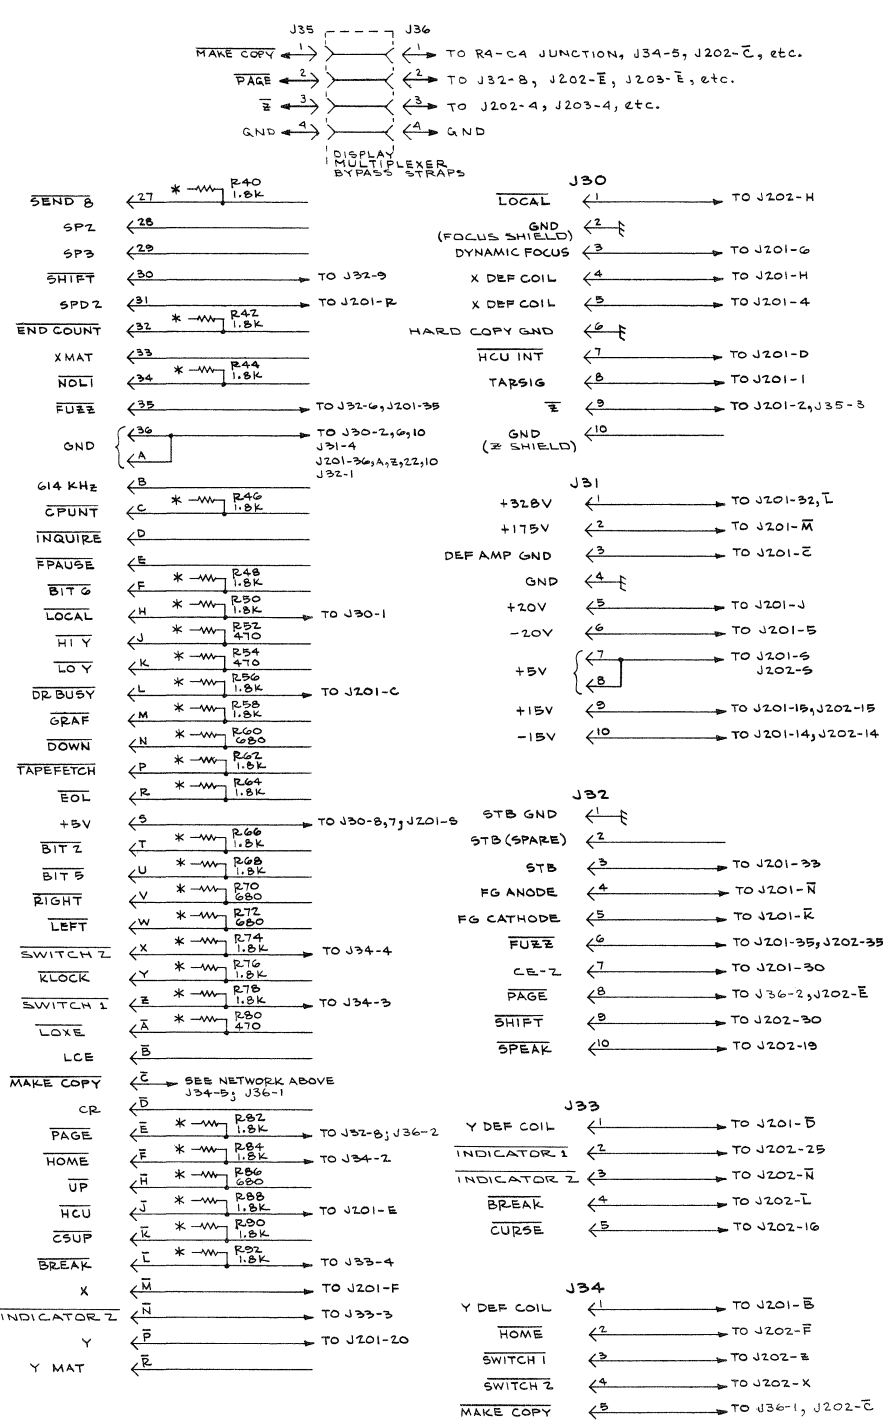 J35 J36
MAKE COPY 1 1 TO R4-C4 JUNCTION, J34-5, J202-C̅, etc.
PAGE 2 2 TO J32-8, J202-E̅, J203-E̅, etc.
Z 3 3 TO J202-4, J203-4, etc.
GND 4 4 GND
DISPLAY
MULTIPLEXER
BYPASS STRAPS
SEND 8 27 * R40 1.8K
SP2 28
SP3 29
SHIFT 30 TO J32-9
SPD2 31 TO J201-R
END COUNT 32 * R42 1.8K
XMAT 33
NOLI 34 * R44 1.8K
FUZZ 35 TO J32-6, J201-35
GND 36 TO J30-2,6,10
J31-4
A J201-36,A,Z,22,10
J32-1
614 KHz B
CPUNT C * R46 1.8K
INQUIRE D
FPAUSE E
BIT 6 F * R48 1.8K
LOCAL H * R50 1.8K TO J30-1
HI Y J * R52 470
LO Y K * R54 470
DR BUSY L * R56 1.8K TO J201-C
GRAF M * R58 1.8K
DOWN N * R60 680
TAPEFETCH P * R62 1.8K
EOL R * R64 1.8K
+5V S TO J30-8,7; J201-S
BIT 2 T * R66 1.8K
BIT 5 U * R68 1.8K
RIGHT V * R70 680
LEFT W * R72 680
SWITCH 2 X * R74 1.8K TO J34-4
KLOCK Y * R76 1.8K
SWITCH 1 Z * R78 1.8K TO J34-3
LOXE A̅ * R80 470
LCE B̅
MAKE COPY C̅ SEE NETWORK ABOVE
J34-5; J36-1
CR D̅
PAGE E̅ * R82 1.8K TO J32-8; J36-2
HOME F̅ * R84 1.8K TO J34-2
UP H̅ * R86 680
HCU J̅ * R88 1.8K TO J201-E
CSUP K̅ * R90 1.8K
BREAK L̅ * R92 1.8K TO J33-4
X M̅ TO J201-F
INDICATOR 2 N̅ TO J33-3
Y P̅ TO J201-20
Y MAT R̅
J30
LOCAL 1 TO J202-H
GND 2
(FOCUS SHIELD)
DYNAMIC FOCUS 3 TO J201-6
X DEF COIL 4 TO J201-H
X DEF COIL 5 TO J201-4
HARD COPY GND 6
HCU INT 7 TO J201-D
TARSIG 8 TO J201-1
Z 9 TO J201-2, J35-3
GND 10
(Z SHIELD)
J31
+328V 1 TO J201-32, L̅
+175V 2 TO J201-M̅
DEF AMP GND 3 TO J201-C̅
GND 4
+20V 5 TO J201-J
-20V 6 TO J201-5
+5V 7 TO J201-S
8 J202-S
+15V 9 TO J201-15, J202-15
-15V 10 TO J201-14, J202-14
J32
STB GND 1
STB (SPARE) 2
STB 3 TO J201-33
FG ANODE 4 TO J201-N̅
FG CATHODE 5 TO J201-K̅
FUZZ 6 TO J201-35, J202-35
CE-2 7 TO J201-30
PAGE 8 TO J36-2, J202-E̅
SHIFT 9 TO J202-30
SPEAK 10 TO J202-19
J33
Y DEF COIL 1 TO J201-D̅
INDICATOR 1 2 TO J202-25
INDICATOR 2 3 TO J202-N̅
BREAK 4 TO J202-L̅
CURSE 5 TO J202-16
J34
Y DEF COIL 1 TO J201-B̅
HOME 2 TO J202-F̅
SWITCH 1 3 TO J202-Z
SWITCH 2 4 TO J202-X
MAKE COPY 5 TO J36-1, J202-C̅